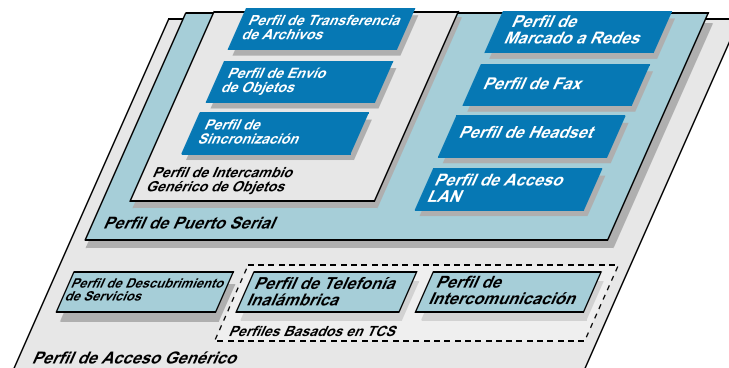 Perfil de Transferencia
de Archivos
Perfil de Envío
de Objetos
Perfil de
Sincronización
Perfil de Intercambio
Genérico de Objetos
Perfil de
Marcado a Redes
Perfil de Fax
Perfil de Headset
Perfil de Acceso
LAN
Perfil de Puerto Serial
Perfil de Descubrimiento
de Servicios
Perfil de Telefonía
Inalámbrica
Perfil de
Intercomunicación
Perfiles Basados en TCS
Perfil de Acceso Genérico